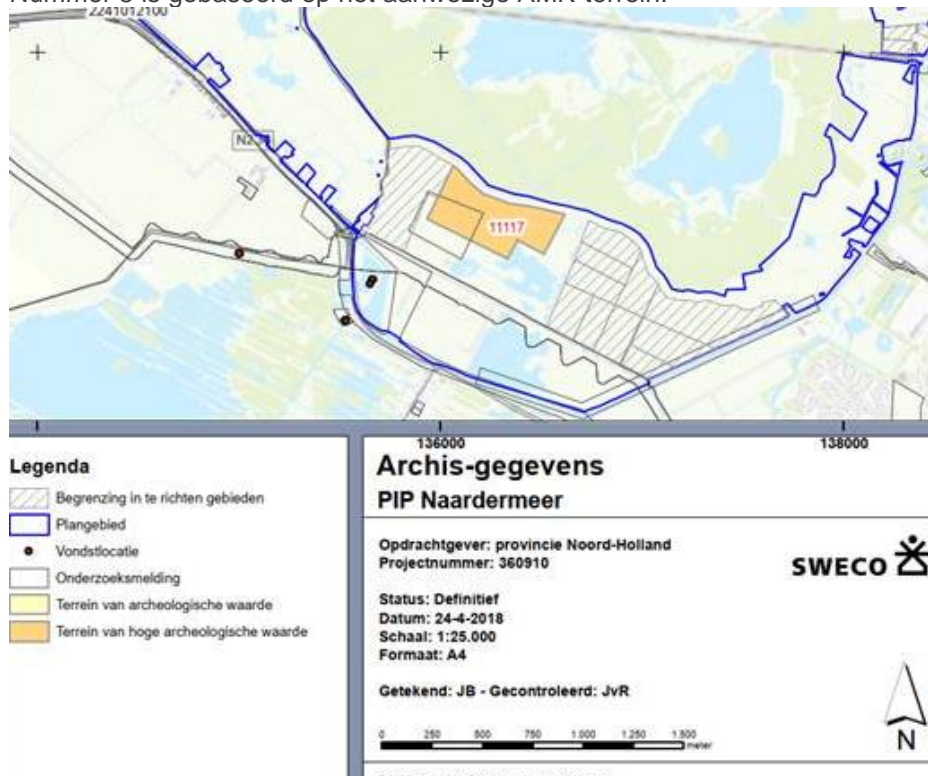 2241012100
N2
11117
136000
138000
Legenda
Begrenzing in te richten gebieden
Plangebied
Vondstlocatie
Onderzoeksmelding
Terrein van archeologische waarde
Terrein van hoge archeologische waarde
Archis-gegevens
PIP Naardermeer
Opdrachtgever: provincie Noord-Holland
Projectnummer: 360910
SWECO
Status: Definitief
Datum: 24-4-2018
Schaal: 1:25.000
Formaat: A4
Getekend: JB - Gecontroleerd: JvR
0 250 500 750 1.000 1.250 1.500
meter
N